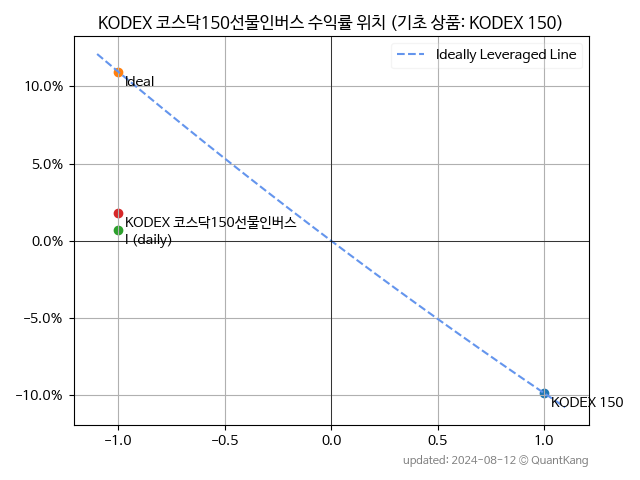 KODEX 코스닥150선물인버스 수익률 위치 (기초 상품: KODEX 150)
Ideally Leveraged Line
10.0%
5.0%
0.0%
−5.0%
−10.0%
Ideal
KODEX 코스닥150선물인버스
I (daily)
KODEX 150
−1.0
−0.5
0.0
0.5
1.0
updated: 2024-08-12 © QuantKang